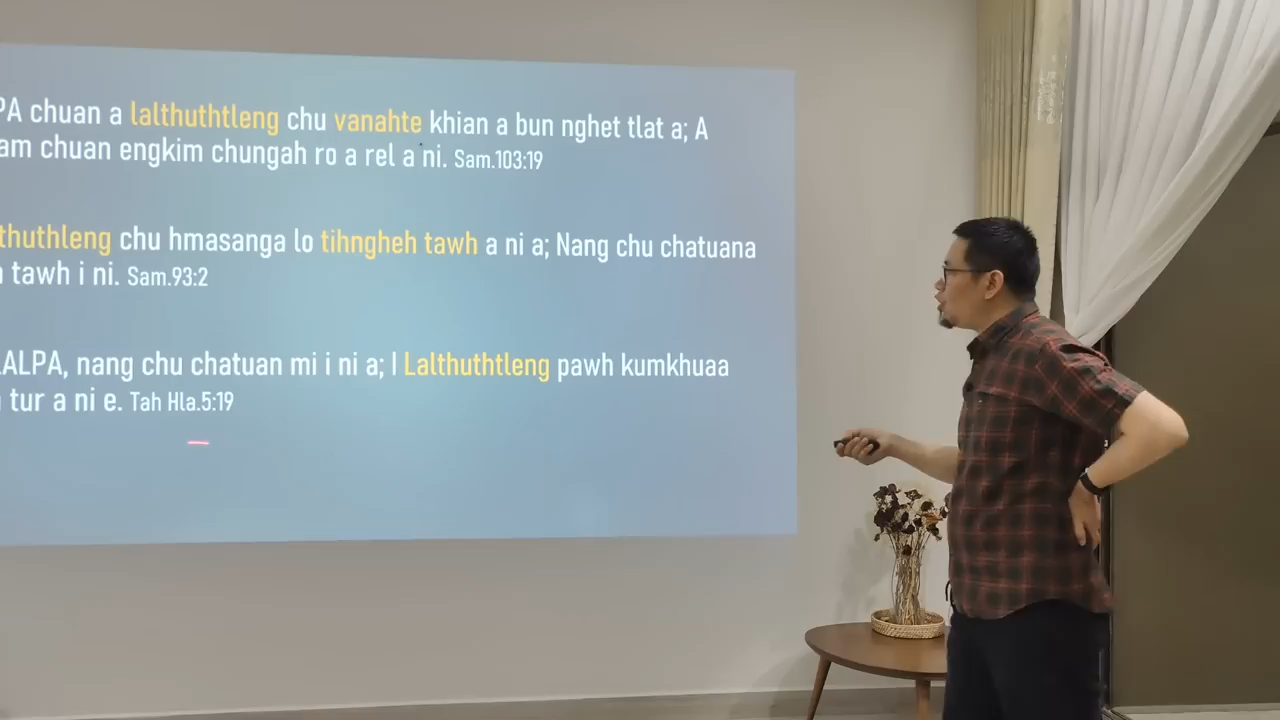 PA chuan a lalthuthtleng chu vanahte khian a bun nghet tlat a; A
am chuan engkim chungah ro a rel a ni. Sam.103:19
thuthleng chu hmasanga lo tihngheh tawh a ni a; Nang chu chatuana
tawh i ni. Sam.93:2
LALPA, nang chu chatuan mi i ni a; I Lalthuthtleng pawh kumkhuaa
tur a ni e. Tah Hla.5:19